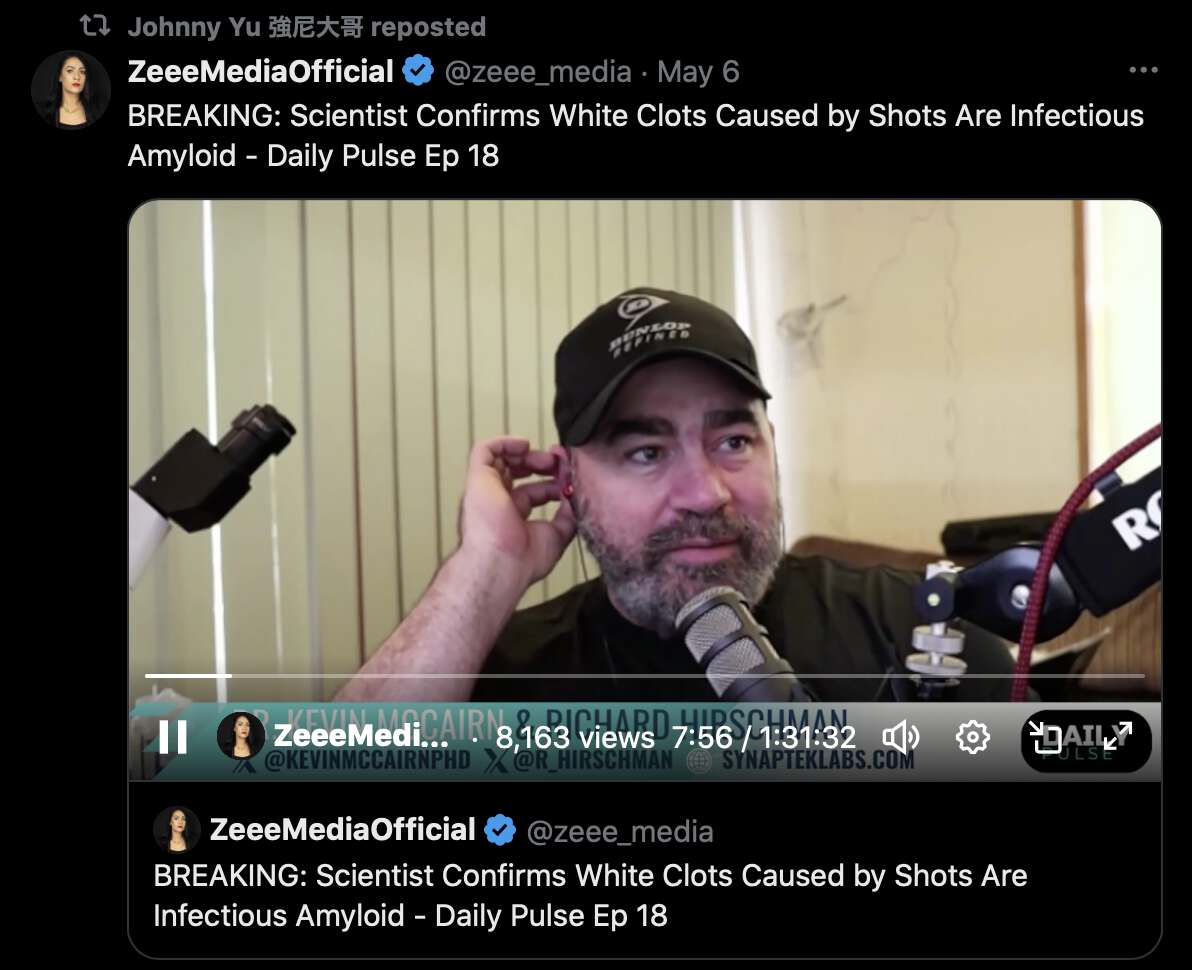 Johnny Yu 強尼大哥 reposted
ZeeeMediaOfficial @zeee_media · May 6
BREAKING: Scientist Confirms White Clots Caused by Shots Are Infectious
Amyloid - Daily Pulse Ep 18
DUNLOP
REFINED
DR. KEVIN MCCAIRN & RICHARD HIRSCHMAN
ZeeeMedi... · 8,163 views 7:56 / 1:31:32
DAILY
PULSE
@KEVINMCCAIRNPHD @R_HIRSCHMAN SYNAPTEKLABS.COM
ZeeeMediaOfficial @zeee_media
BREAKING: Scientist Confirms White Clots Caused by Shots Are
Infectious Amyloid - Daily Pulse Ep 18